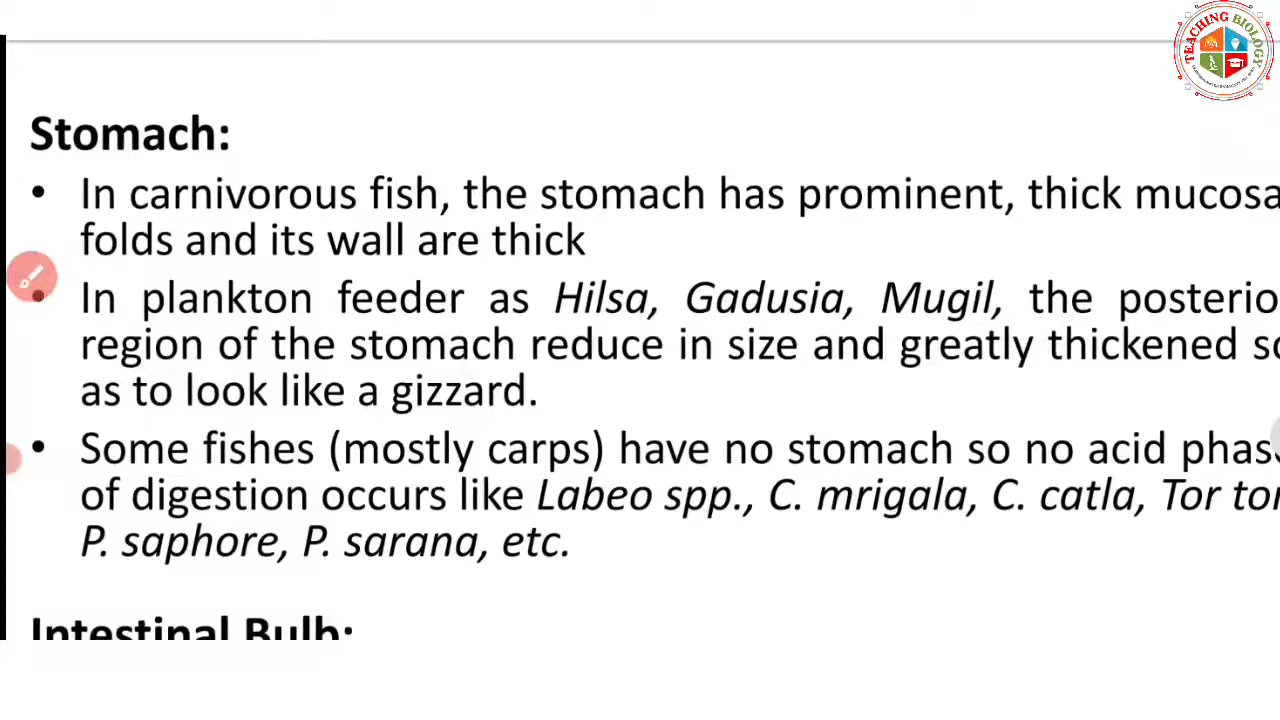 TEACHING BIOLOGY
Stomach:
• In carnivorous fish, the stomach has prominent, thick mucosa
folds and its wall are thick
• In plankton feeder as Hilsa, Gadusia, Mugil, the posterio
region of the stomach reduce in size and greatly thickened so
as to look like a gizzard.
• Some fishes (mostly carps) have no stomach so no acid phas
of digestion occurs like Labeo spp., C. mrigala, C. catla, Tor tor
P. saphore, P. sarana, etc.
Intestinal Bulb: